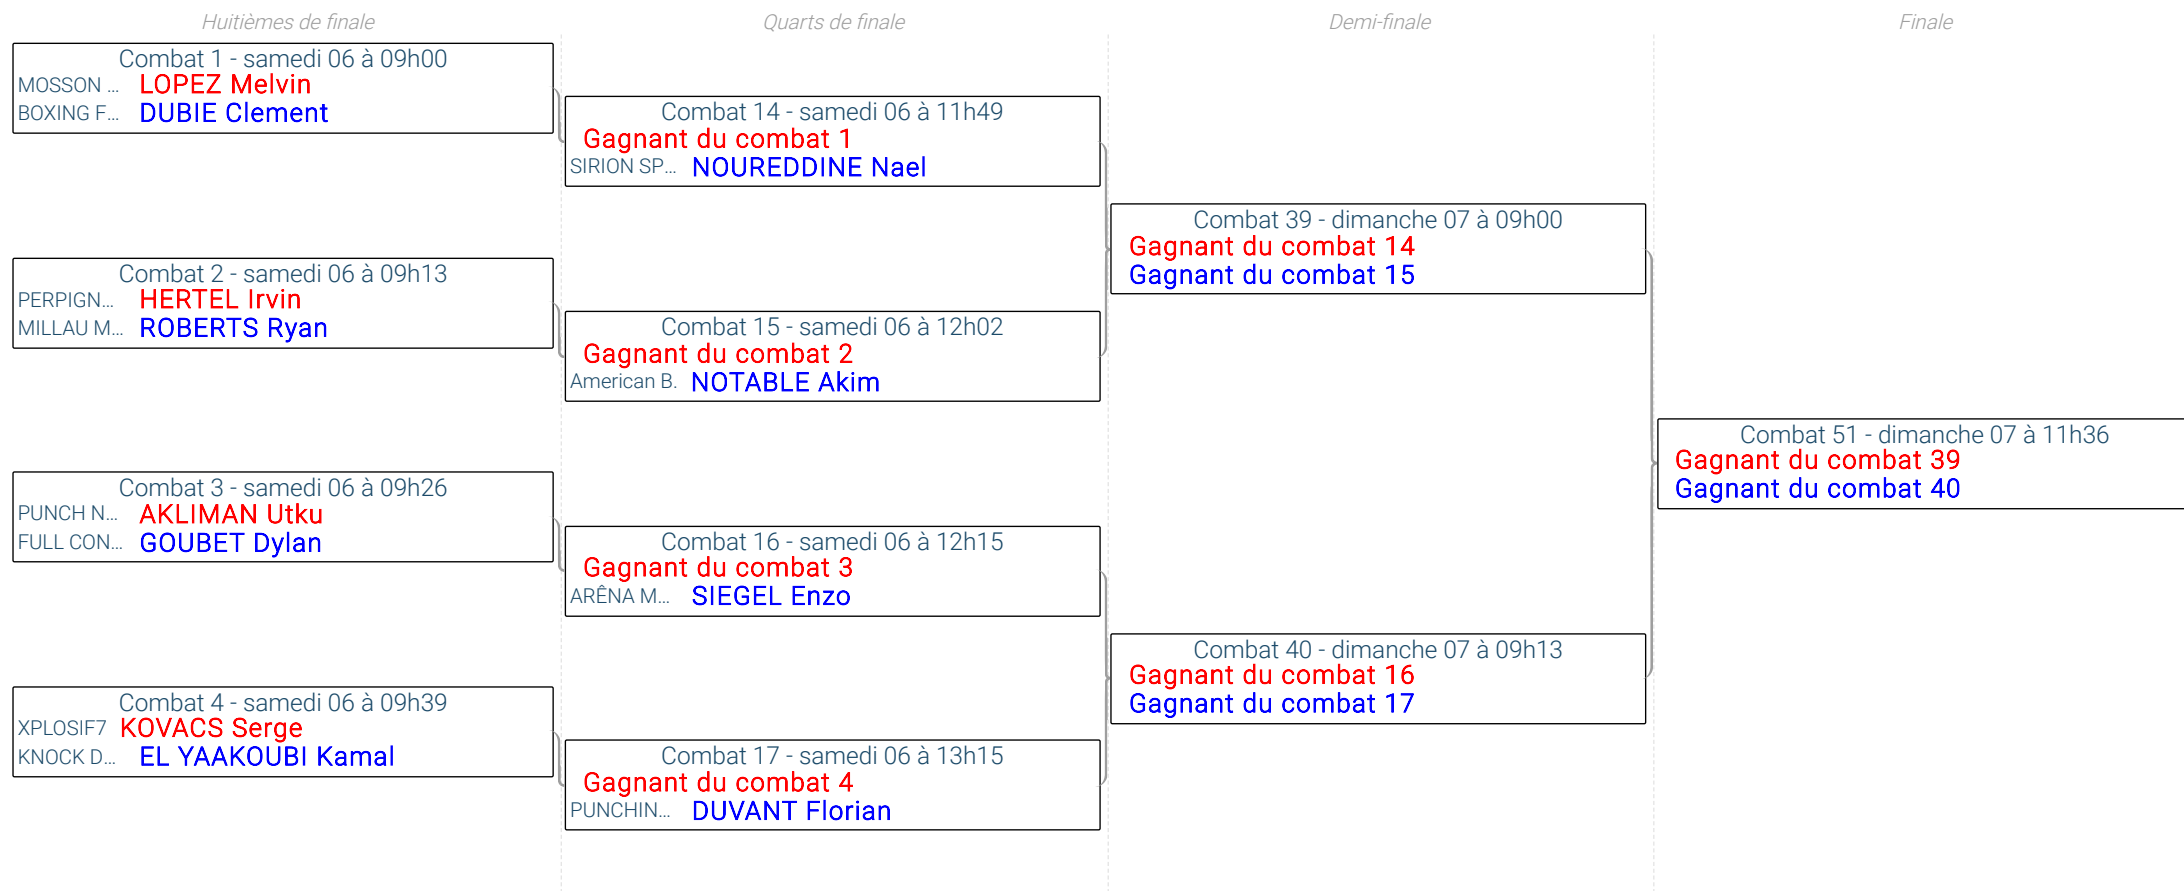 Huitièmes de finale
Quarts de finale
Demi-finale
Finale
Combat 1 - samedi 06 à 09h00
MOSSON ... LOPEZ Melvin
BOXING F... DUBIE Clement
Combat 2 - samedi 06 à 09h13
PERPIGN... HERTEL Irvin
MILLAU M... ROBERTS Ryan
Combat 3 - samedi 06 à 09h26
PUNCH N... AKLIMAN Utku
FULL CON... GOUBET Dylan
Combat 4 - samedi 06 à 09h39
XPLOSIF7 KOVACS Serge
KNOCK D... EL YAAKOUBI Kamal
Combat 14 - samedi 06 à 11h49
Gagnant du combat 1
SIRION SP... NOUREDDINE Nael
Combat 15 - samedi 06 à 12h02
Gagnant du combat 2
American B. NOTABLE Akim
Combat 16 - samedi 06 à 12h15
Gagnant du combat 3
ARÊNA M... SIEGEL Enzo
Combat 17 - samedi 06 à 13h15
Gagnant du combat 4
PUNCHIN... DUVANT Florian
Combat 39 - dimanche 07 à 09h00
Gagnant du combat 14
Gagnant du combat 15
Combat 40 - dimanche 07 à 09h13
Gagnant du combat 16
Gagnant du combat 17
Combat 51 - dimanche 07 à 11h36
Gagnant du combat 39
Gagnant du combat 40